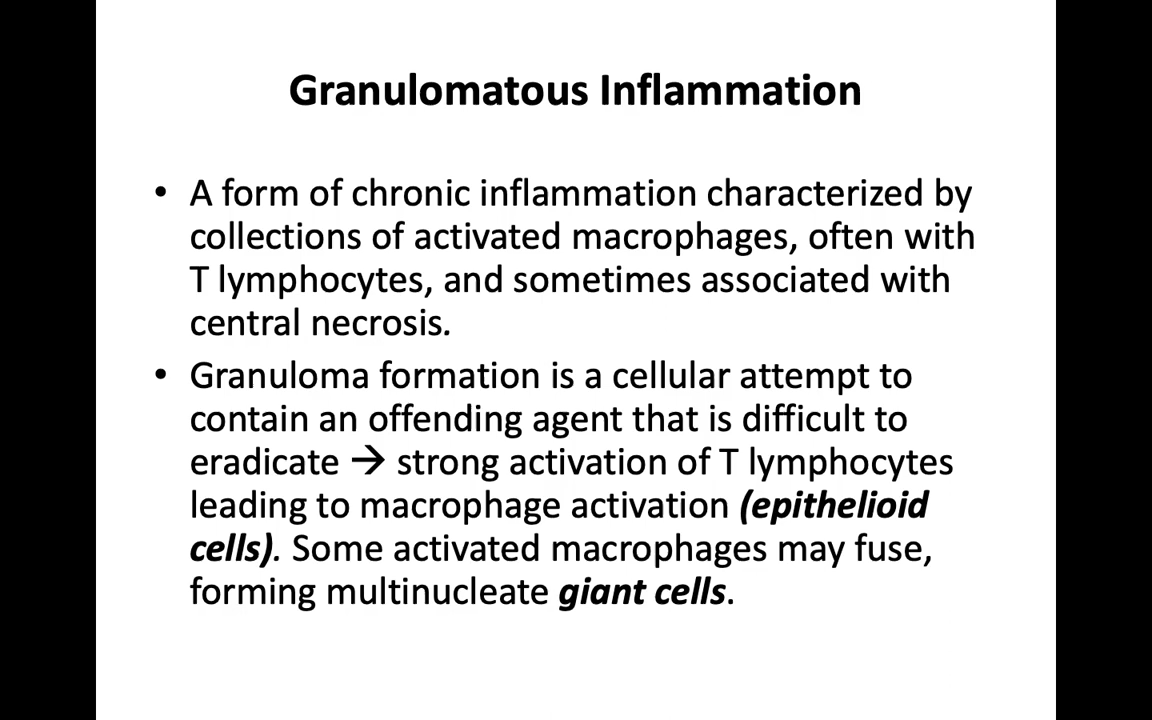 Granulomatous Inflammation
• A form of chronic inflammation characterized by
collections of activated macrophages, often with
T lymphocytes, and sometimes associated with
central necrosis.
• Granuloma formation is a cellular attempt to
contain an offending agent that is difficult to
eradicate → strong activation of T lymphocytes
leading to macrophage activation (epithelioid
cells). Some activated macrophages may fuse,
forming multinucleate giant cells.